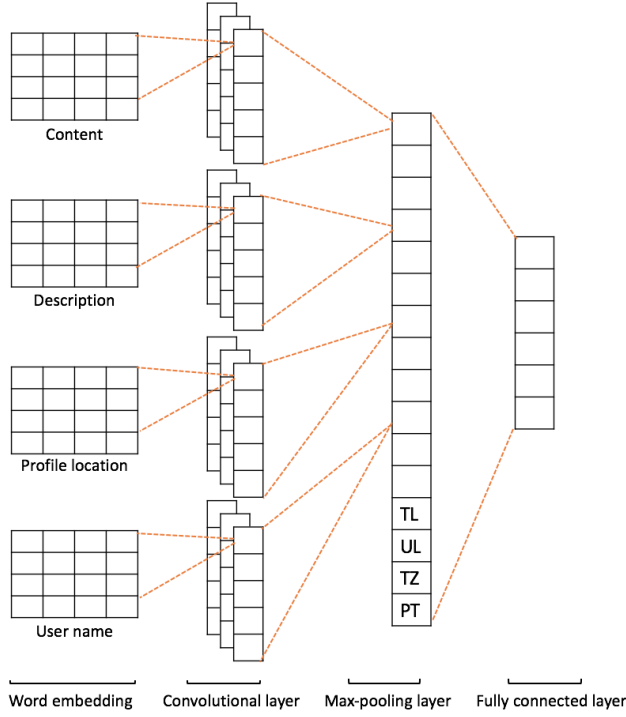 Content
Description
Profile location
User name
TL
UL
TZ
PT
Word embedding
Convolutional layer
Max-pooling layer
Fully connected layer